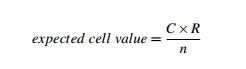 expected cell value = C × R / n